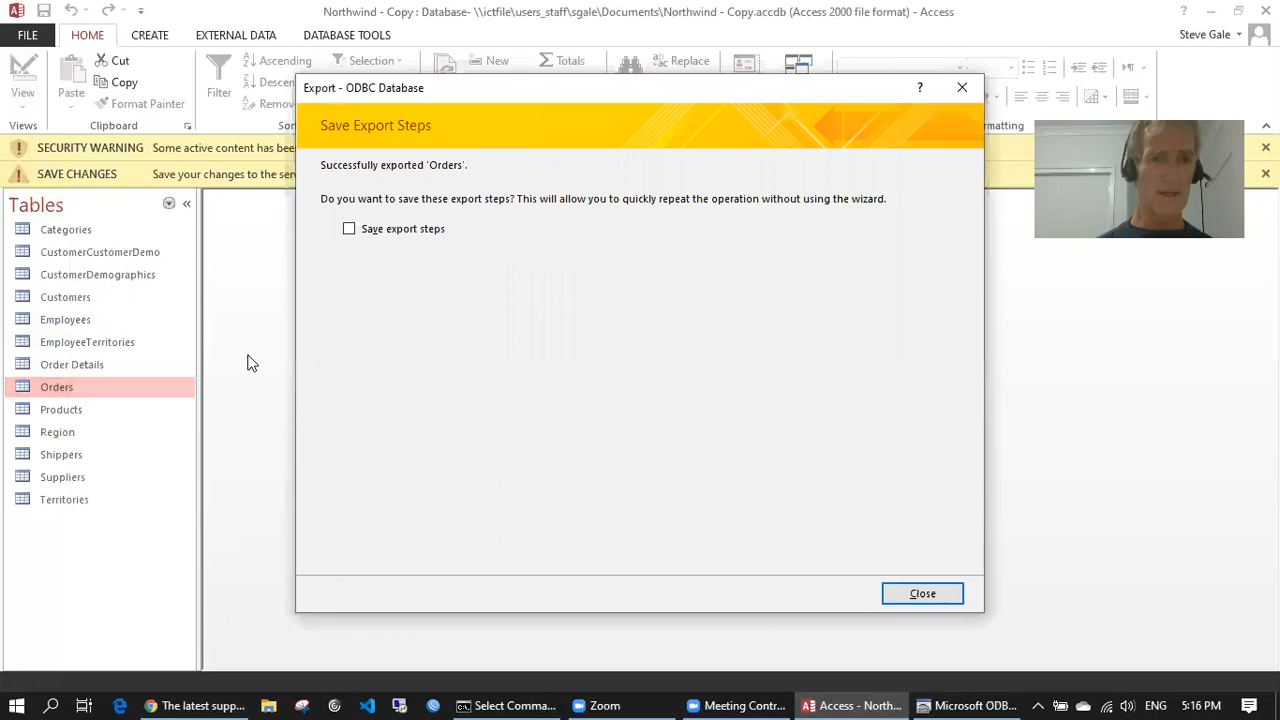 Northwind - Copy : Database- \\ictfile\users_staff\sgale\Documents\Northwind - Copy.accdb (Access 2000 file format) - Access
FILE HOME CREATE EXTERNAL DATA DATABASE TOOLS Steve Gale
View
Views
Paste
Cut
Copy
Format Painter
Clipboard
Filter
Ascending
Selection
New
Totals
Replace
SECURITY WARNING Some active content has bee
SAVE CHANGES Save your changes to the ser
Tables
Categories
CustomerCustomerDemo
CustomerDemographics
Customers
Employees
EmployeeTerritories
Order Details
Orders
Products
Region
Shippers
Suppliers
Territories
Export - ODBC Database
Save Export Steps
Successfully exported 'Orders'.
Do you want to save these export steps? This will allow you to quickly repeat the operation without using the wizard.
Save export steps
Close
The latest supp...
Select Comma...
Zoom
Meeting Contr...
Access - North...
Microsoft ODB...
ENG 5:16 PM